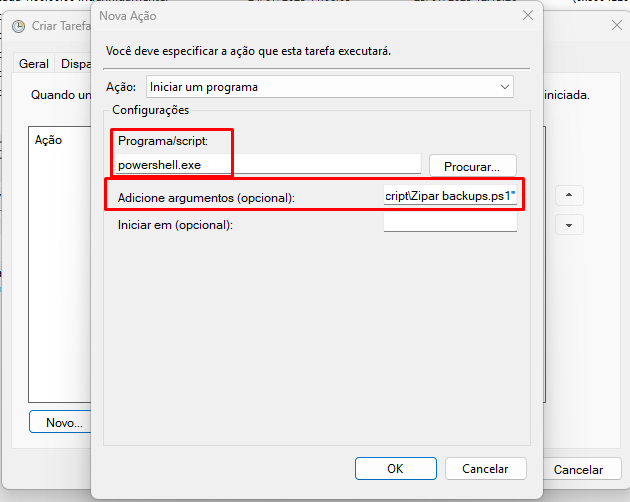 Nova Ação
Criar Tarefa
Você deve especificar a ação que esta tarefa executará.
Geral
Ação: Iniciar um programa
Quando
iniciada.
Configurações
Ação
Programa/script:
powershell.exe
Procurar...
Adicione argumentos (opcional): cript\Zipar backups.ps1"
Iniciar em (opcional):
Novo...
OK
Cancelar
Cancelar